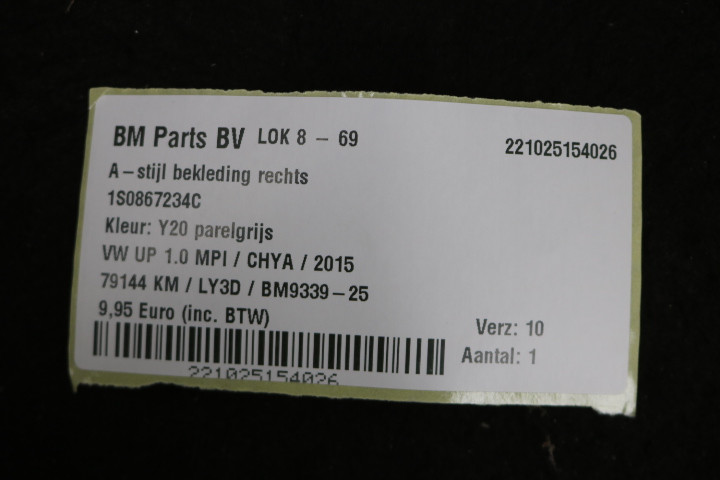 BM Parts BV LOK 8 - 69
221025154026
A-stijl bekleding rechts
1S0867234C
Kleur: Y20 parelgrijs
VW UP 1.0 MPI / CHYA / 2015
79144 KM / LY3D / BM9339-25
9,95 Euro (inc. BTW)
Verz: 10
Aantal: 1
221025154026